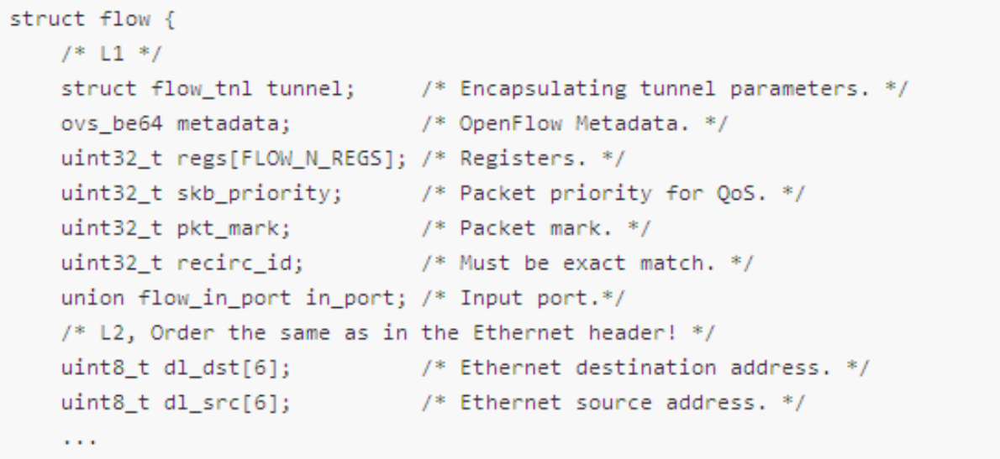 struct flow {
    /* L1 */
    struct flow_tnl tunnel;     /* Encapsulating tunnel parameters. */
    ovs_be64 metadata;          /* OpenFlow Metadata. */
    uint32_t regs[FLOW_N_REGS]; /* Registers. */
    uint32_t skb_priority;      /* Packet priority for QoS. */
    uint32_t pkt_mark;          /* Packet mark. */
    uint32_t recirc_id;         /* Must be exact match. */
    union flow_in_port in_port; /* Input port.*/
    /* L2, Order the same as in the Ethernet header! */
    uint8_t dl_dst[6];          /* Ethernet destination address. */
    uint8_t dl_src[6];          /* Ethernet source address. */
    ...